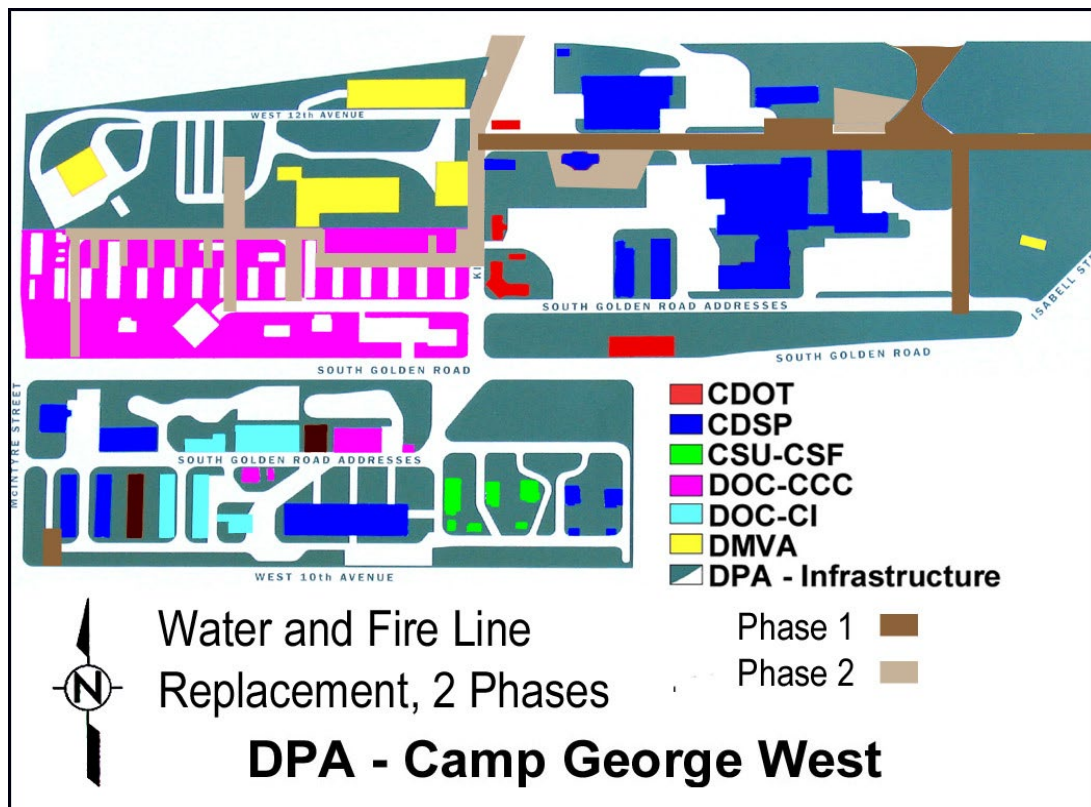 WEST 12th AVENUE
SOUTH GOLDEN ROAD ADDRESSES
ISABELL
SOUTH GOLDEN ROAD
SOUTH GOLDEN ROAD
McINTYRE STREET
SOUTH GOLDEN ROAD ADDRESSES
WEST 10th AVENUE
CDOT
CDSP
CSU-CSF
DOC-CCC
DOC-CI
DMVA
DPA - Infrastructure
Phase 1
Phase 2
N
Water and Fire Line
Replacement, 2 Phases
DPA - Camp George West